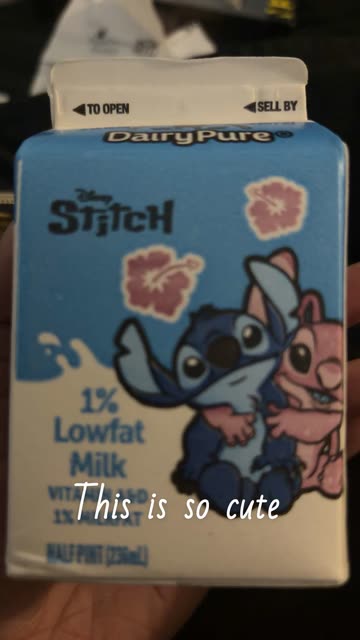 TO OPEN
SELL BY
DairyPure®
Disney
STITCH
1%
Lowfat
Milk
This is so cute
HALF PINT (236mL)